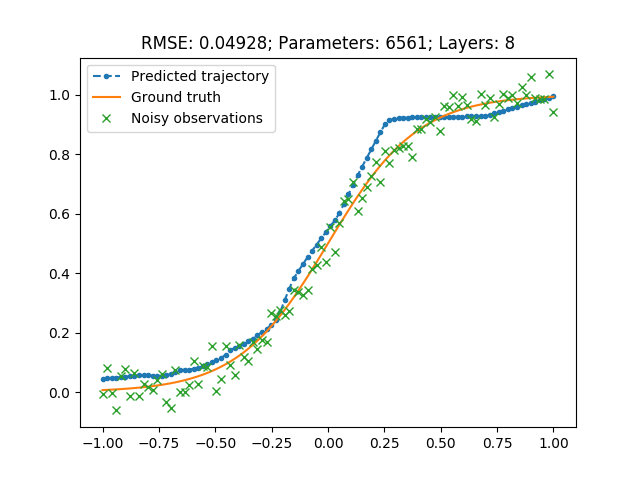 RMSE: 0.04928; Parameters: 6561; Layers: 8
Predicted trajectory
Ground truth
Noisy observations
1.0
0.8
0.6
0.4
0.2
0.0
−1.00 −0.75 −0.50 −0.25 0.00 0.25 0.50 0.75 1.00